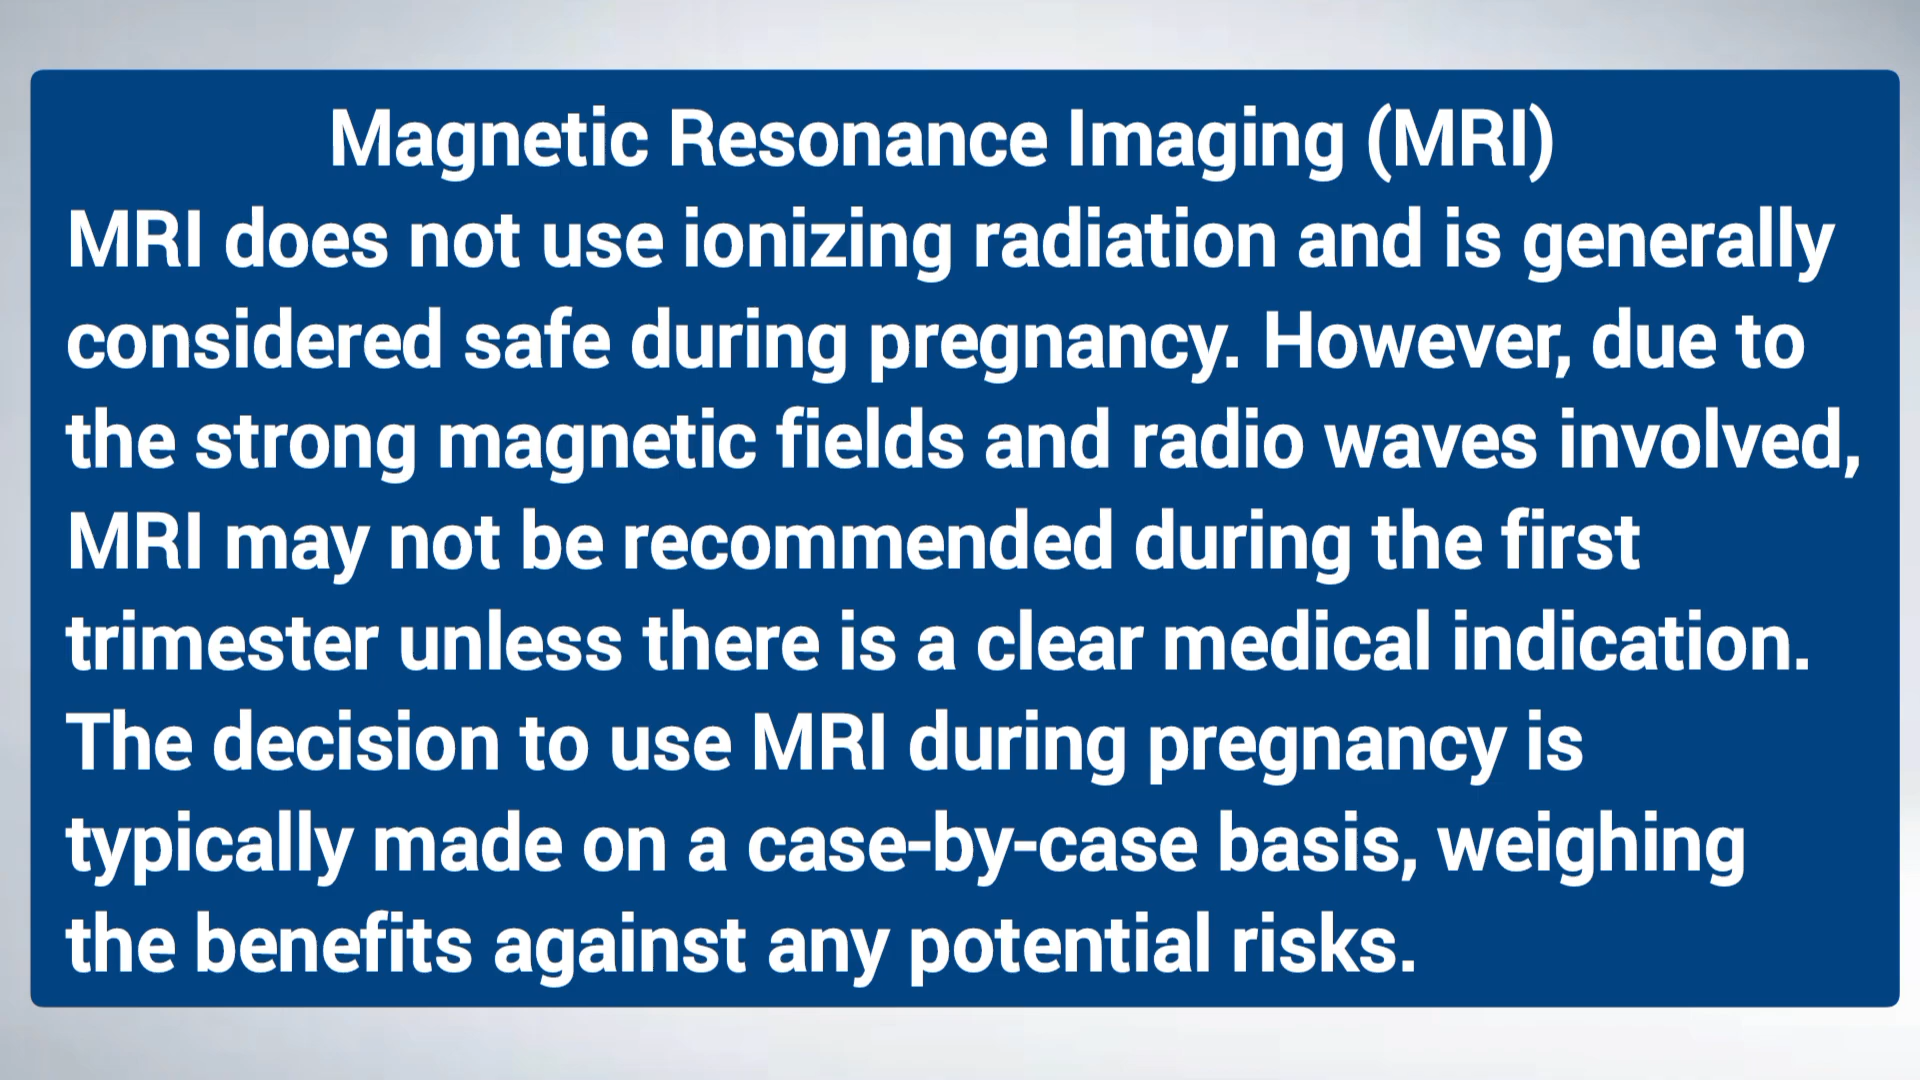 Magnetic Resonance Imaging (MRI)
MRI does not use ionizing radiation and is generally
considered safe during pregnancy. However, due to
the strong magnetic fields and radio waves involved,
MRI may not be recommended during the first
trimester unless there is a clear medical indication.
The decision to use MRI during pregnancy is
typically made on a case-by-case basis, weighing
the benefits against any potential risks.